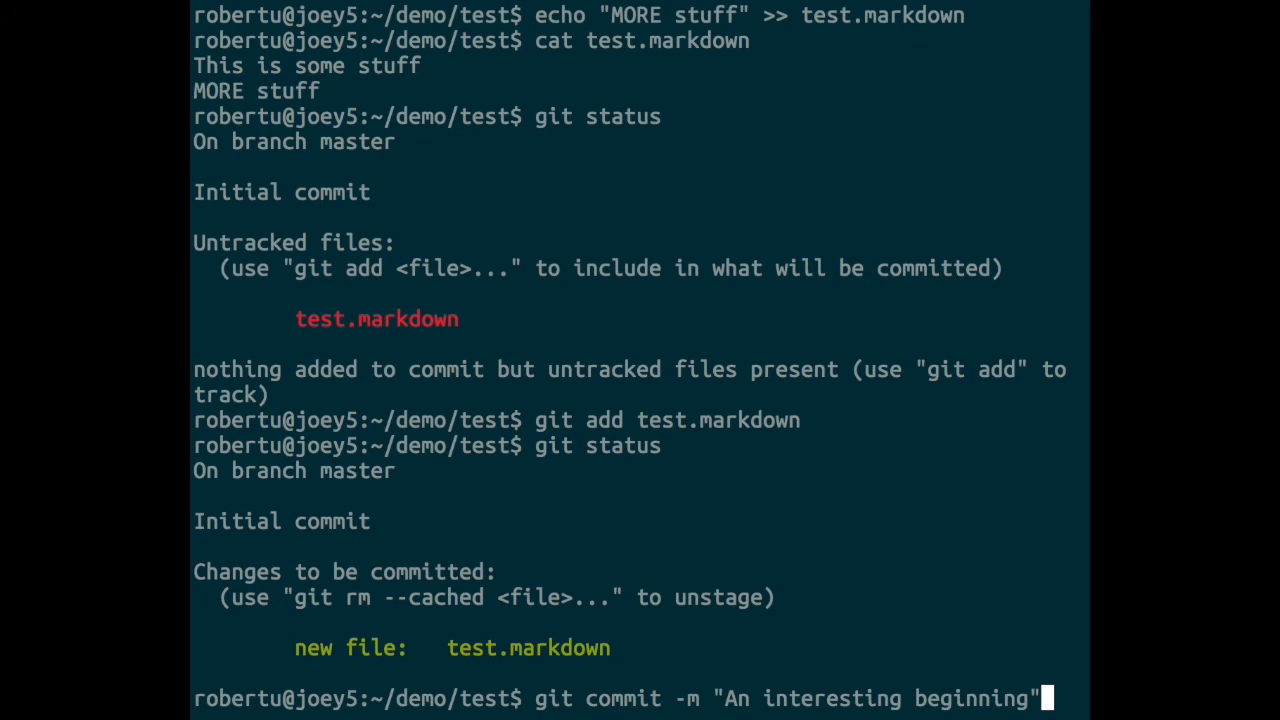 robertu@joey5:~/demo/test$ echo "MORE stuff" >> test.markdown
robertu@joey5:~/demo/test$ cat test.markdown
This is some stuff
MORE stuff
robertu@joey5:~/demo/test$ git status
On branch master
Initial commit
Untracked files:
(use "git add <file>..." to include in what will be committed)
test.markdown
nothing added to commit but untracked files present (use "git add" to
track)
robertu@joey5:~/demo/test$ git add test.markdown
robertu@joey5:~/demo/test$ git status
On branch master
Initial commit
Changes to be committed:
(use "git rm --cached <file>..." to unstage)
new file:   test.markdown
robertu@joey5:~/demo/test$ git commit -m "An interesting beginning"